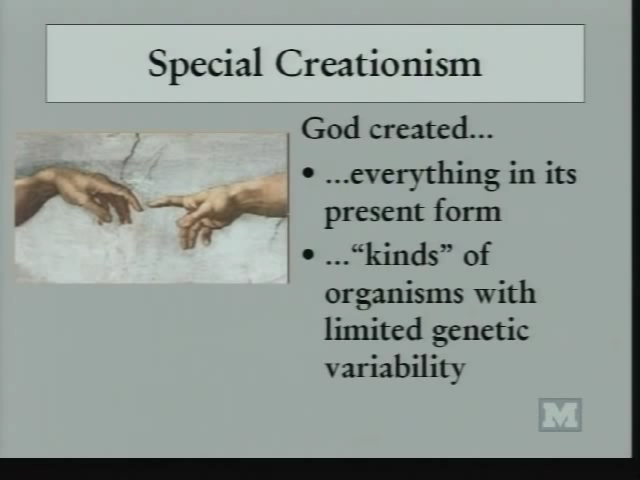 Special Creationism
God created...
• ...everything in its
present form
• ...“kinds” of
organisms with
limited genetic
variability
M